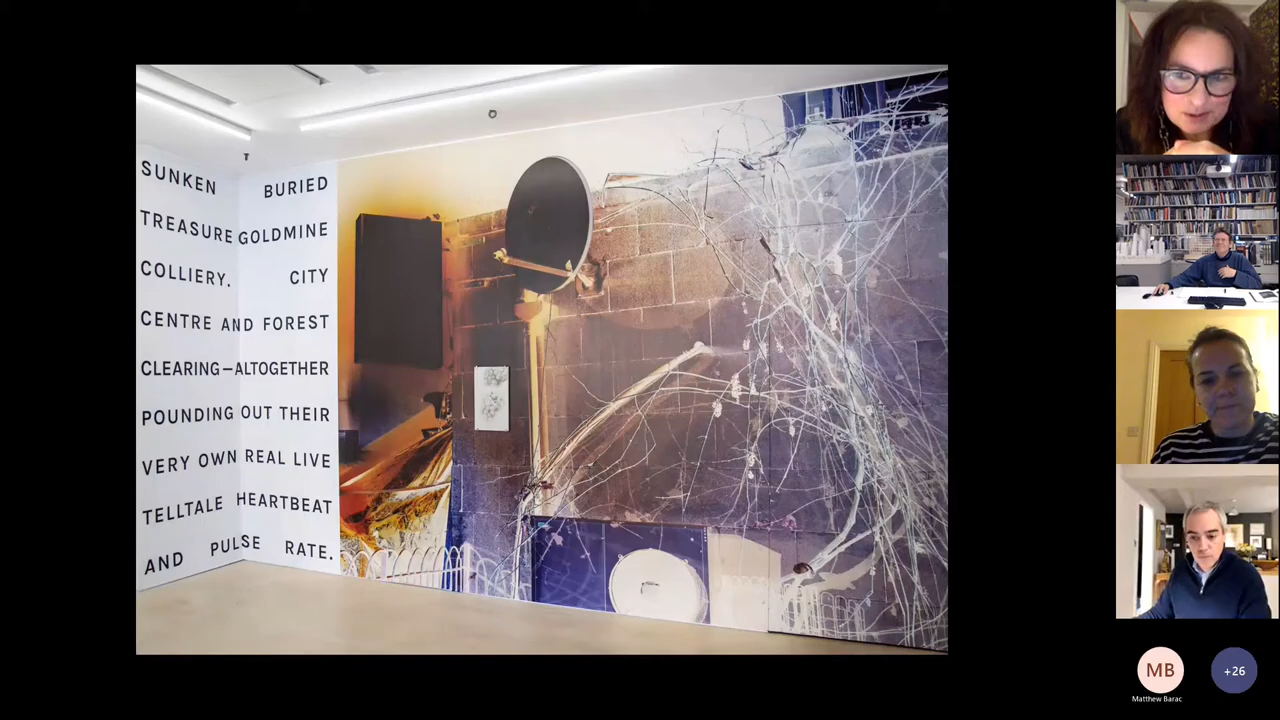 SUNKEN BURIED
TREASURE GOLDMINE
COLLIERY. CITY
CENTRE AND FOREST
CLEARING—ALTOGETHER
POUNDING OUT THEIR
VERY OWN REAL LIVE
TELLTALE HEARTBEAT
AND PULSE RATE.
MB
+26
Matthew Barac